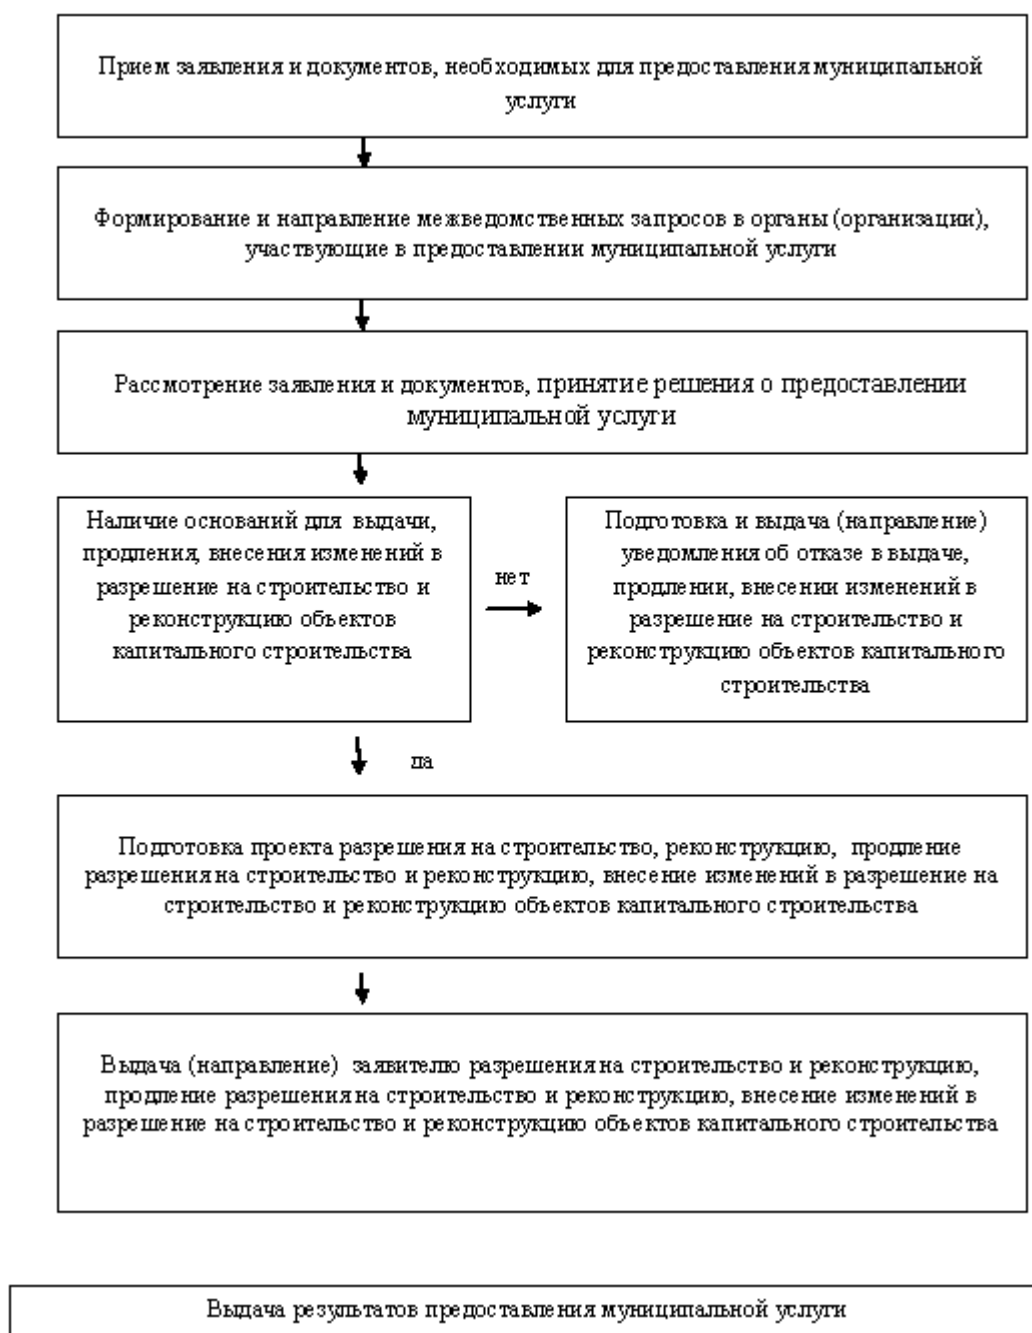 Прием заявления и документов, необходимых для предоставления муниципальной
услуги
Формирование и направление межведомственных запросов в органы (организации),
участвующие в предоставлении муниципальной услуги
Рассмотрение заявления и документов, принятие решения о предоставлении
муниципальной услуги
Наличие оснований для выдачи,
продления, внесения изменений в
разрешение на строительство и
реконструкцию объектов
капитального строительства
нет
Подготовка и выдача (направление)
уведомления об отказе в выдаче,
продлении, внесении изменений в
разрешение на строительство и
реконструкцию объектов капитального
строительства
да
Подготовка проекта разрешения на строительство, реконструкцию, продление
разрешения на строительство и реконструкцию, внесение изменений в разрешение на
строительство и реконструкцию объектов капитального строительства
Выдача (направление) заявителю разрешения на строительство и реконструкцию,
продление разрешения на строительство и реконструкцию, внесение изменений в
разрешение на строительство и реконструкцию объектов капитального строительства
Выдача результатов предоставления муниципальной услуги